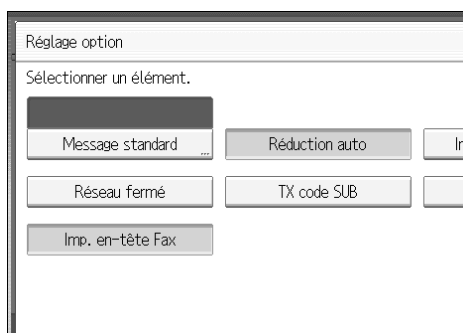 Réglage option
Sélectionner un élément.
Message standard ...
Réduction auto
Réseau fermé
TX code SUB
Imp. en-tête Fax